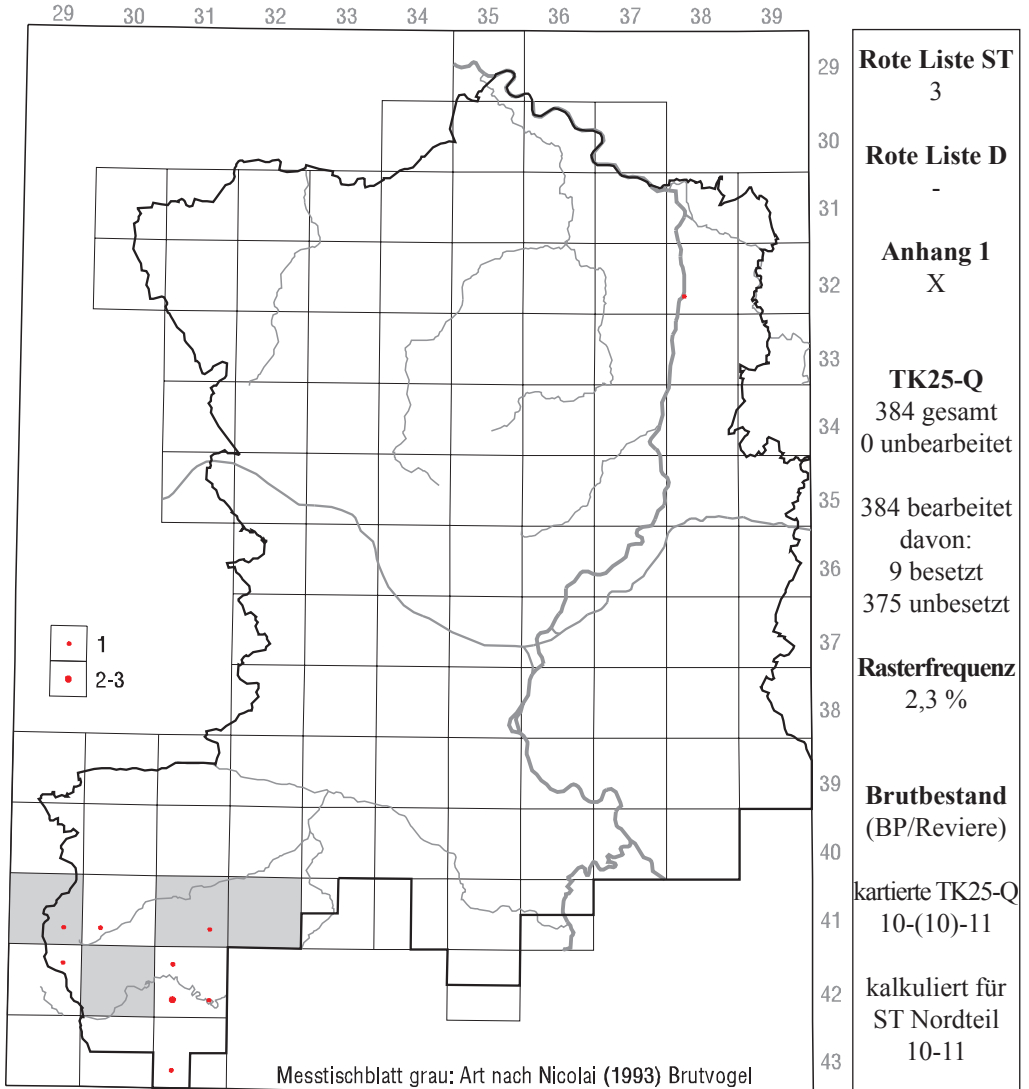 29 30 31 32 33 34 35 36 37 38 39
29
30
31
32
33
34
35
36
37
38
39
40
41
42
43
1
2-3
Messtischblatt grau: Art nach Nicolai (1993) Brutvogel
Rote Liste ST
3
Rote Liste D
-
Anhang 1
X
TK25-Q
384 gesamt
0 unbearbeitet
384 bearbeitet
davon:
9 besetzt
375 unbesetzt
Rasterfrequenz
2,3 %
Brutbestand
(BP/Reviere)
kartierte TK25-Q
10-(10)-11
kalkuliert für
ST Nordteil
10-11